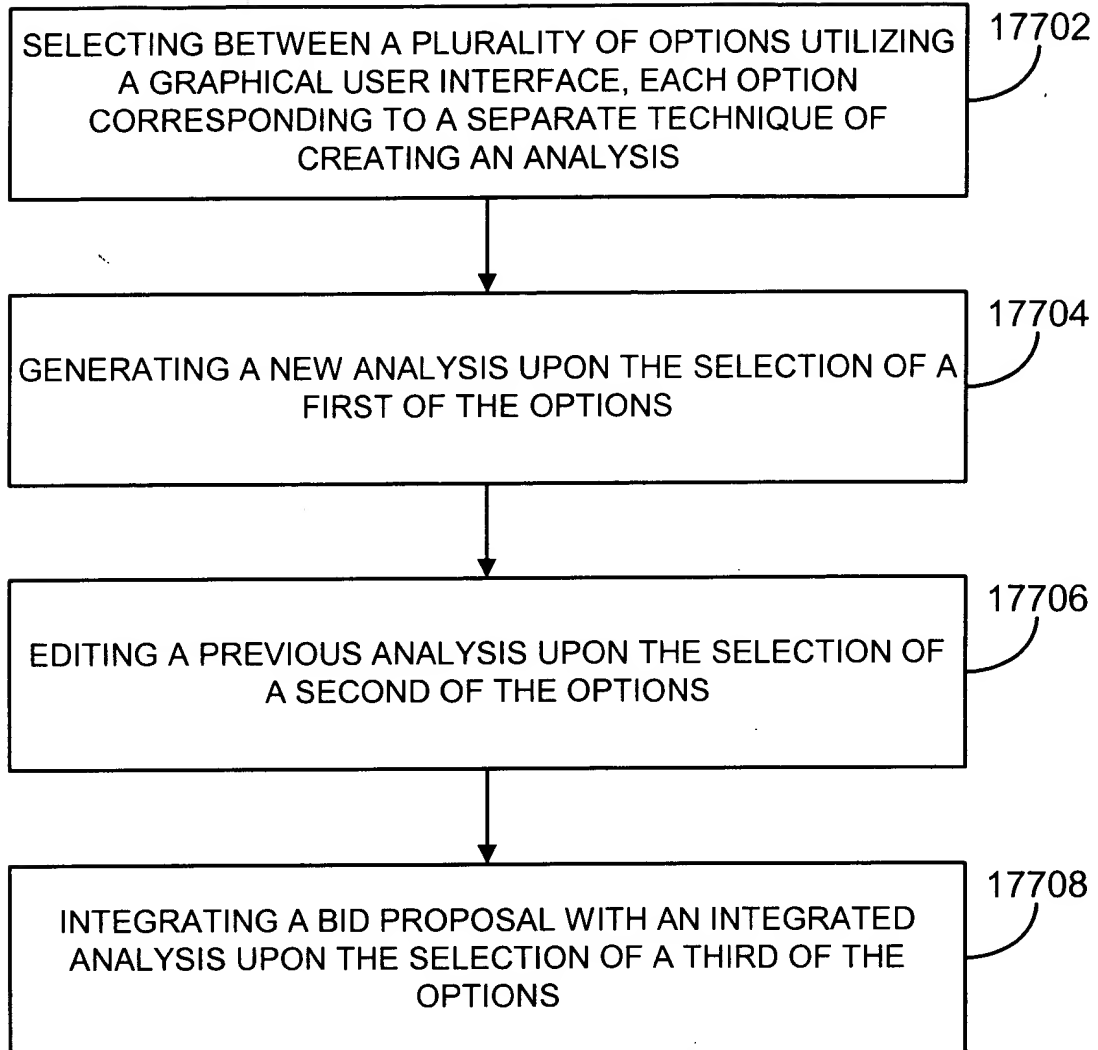 SELECTING BETWEEN A PLURALITY OF OPTIONS UTILIZING
A GRAPHICAL USER INTERFACE, EACH OPTION
CORRESPONDING TO A SEPARATE TECHNIQUE OF
CREATING AN ANALYSIS
17702
GENERATING A NEW ANALYSIS UPON THE SELECTION OF A
FIRST OF THE OPTIONS
17704
EDITING A PREVIOUS ANALYSIS UPON THE SELECTION OF
A SECOND OF THE OPTIONS
17706
INTEGRATING A BID PROPOSAL WITH AN INTEGRATED
ANALYSIS UPON THE SELECTION OF A THIRD OF THE
OPTIONS
17708